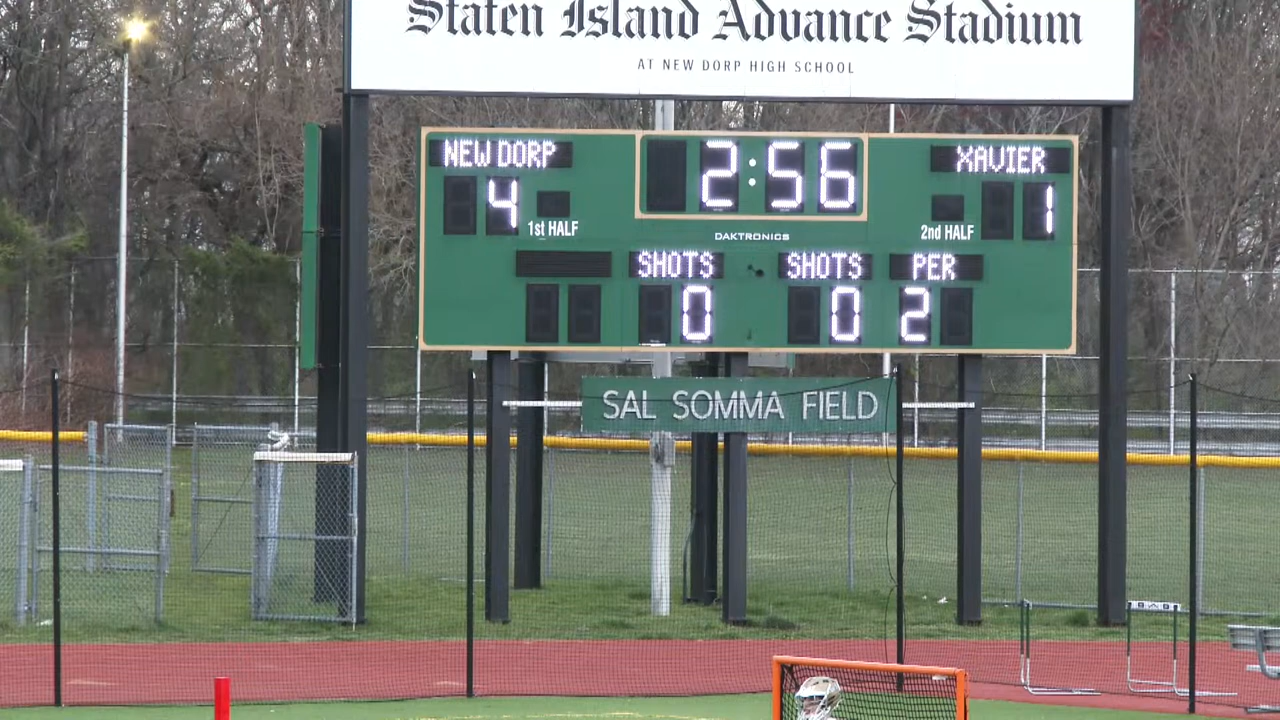 Staten Island Advance Stadium
AT NEW DORP HIGH SCHOOL
NEW DORP 2:56 XAVIER
4 1
1st HALF 2nd HALF
DAKTRONICS
SHOTS SHOTS PER
0 0 2
SAL SOMMA FIELD